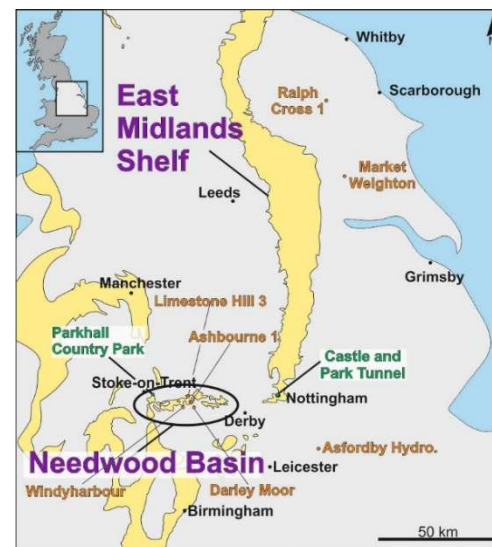 Whitby
East
Midlands
Shelf
Ralph
Cross 1
Scarborough
Market
Weighton
Leeds
Grimsby
Manchester
Limestone Hill 3
Parkhall
Country Park
Ashbourne 1
Castle and
Park Tunnel
Stoke-on-Trent
Nottingham
Derby
Needwood Basin
Asfordby Hydro.
Leicester
Windyharbour
Darley Moor
Birmingham
50 km